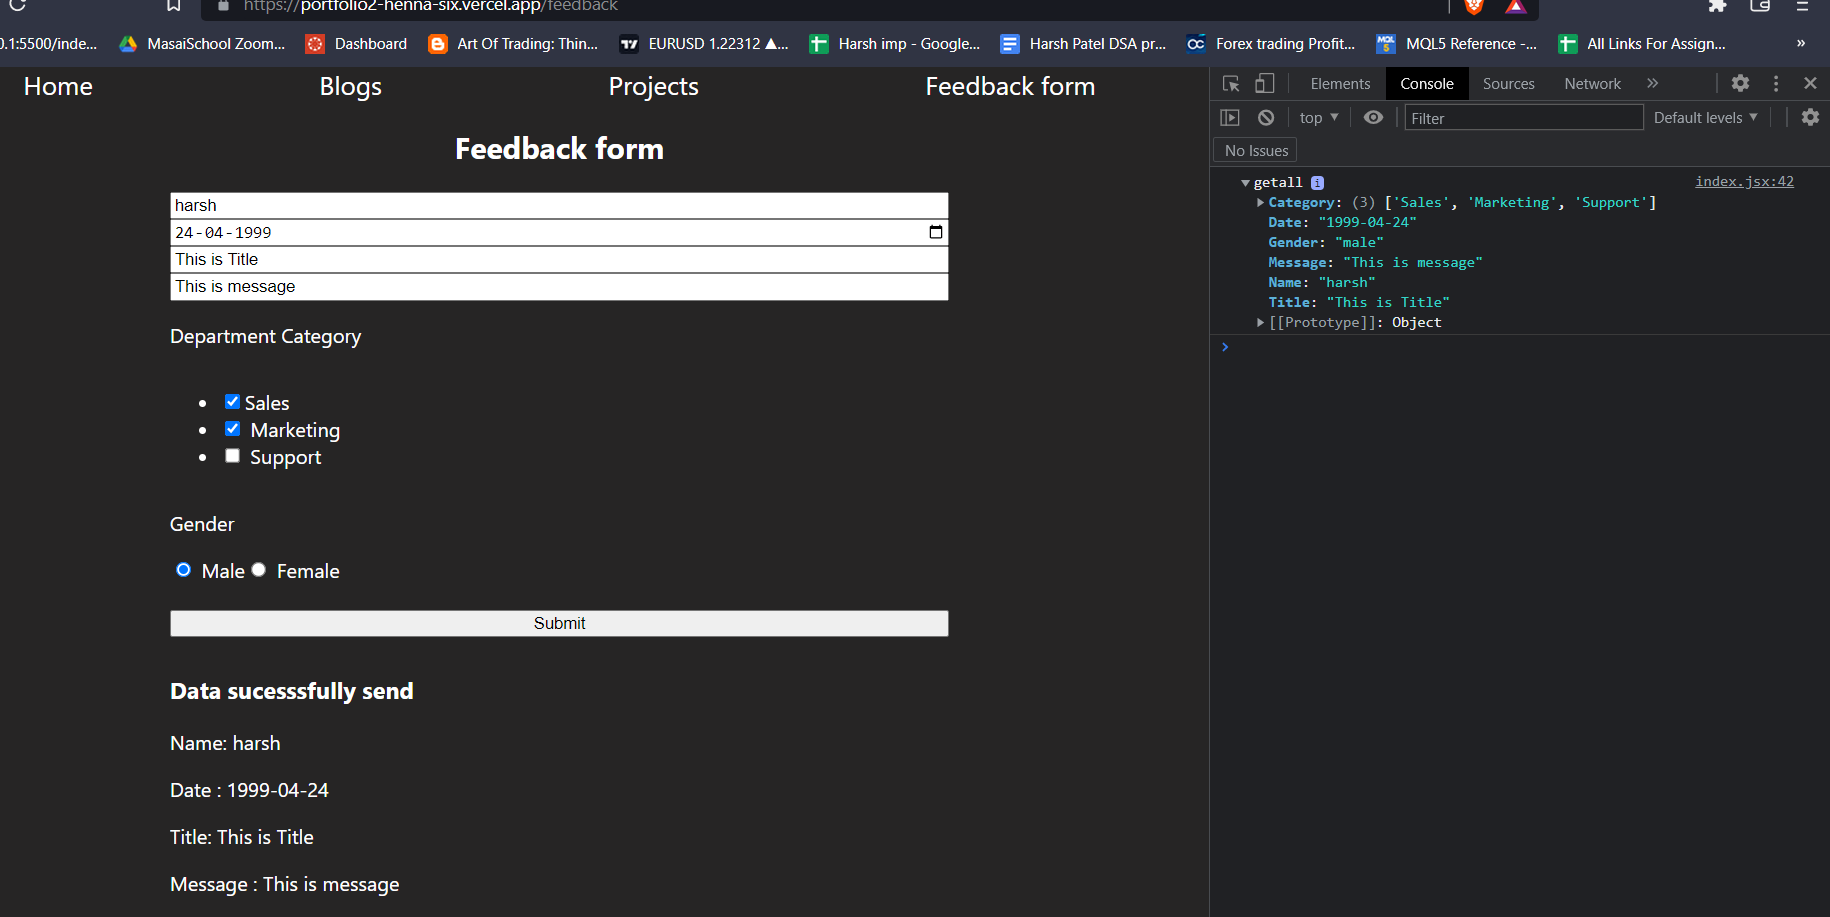 https://portfolio2-henna-six.vercel.app/feedback
0.1:5500/inde... MasaiSchool Zoom... Dashboard Art Of Trading: Thin... EURUSD 1.22312 ▲... Harsh imp - Google... Harsh Patel DSA pr... Forex trading Profit... MQL5 Reference -... All Links For Assign... »
Home Blogs Projects Feedback form
Feedback form
harsh
24-04-1999
This is Title
This is message
Department Category
Sales
Marketing
Support
Gender
Male Female
Submit
Data sucesssfully send
Name: harsh
Date : 1999-04-24
Title: This is Title
Message : This is message
Elements Console Sources Network »
top ▼ Filter Default levels ▼
No Issues
getall i index.jsx:42
Category: (3) ['Sales', 'Marketing', 'Support']
Date: "1999-04-24"
Gender: "male"
Message: "This is message"
Name: "harsh"
Title: "This is Title"
[[Prototype]]: Object